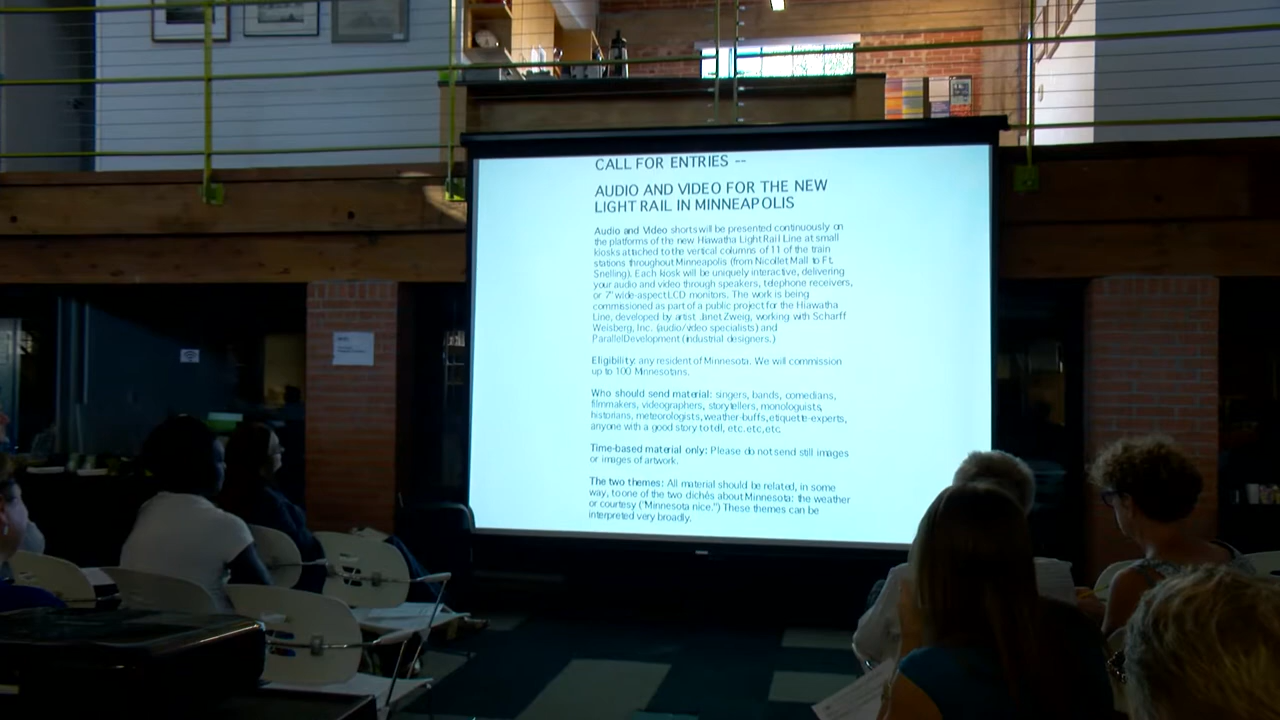 CALL FOR ENTRIES --
AUDIO AND VIDEO FOR THE NEW
LIGHT RAIL IN MINNEAPOLIS
Audio and Video shorts will be presented continuously on
the platforms of the new Hiawatha Light Rail Line at small
kiosks attached to the vertical columns of 11 of the train
stations throughout Minneapolis (from Nicollet Mall to Ft.
Snelling). Each kiosk will be uniquely interactive, delivering
your audio and video through speakers, telephone receivers,
or 7" wide-aspect LCD monitors. The work is being
commissioned as part of a public project for the Hiawatha
Line, developed by artist Janet Zweig, working with Scharff
Weisberg, Inc. (audio/video specialists) and
ParallelDevelopment (industrial designers.)
Eligibility: any resident of Minnesota. We will commission
up to 100 Minnesotans.
Who should send material: singers, bands, comedians,
filmmakers, videographers, storytellers, monologuists,
historians, meteorologists, weather-buffs, etiquette-experts,
anyone with a good story to tell, etc. etc. etc.
Time-based material only: Please do not send still images
or images of artwork.
The two themes: All material should be related, in some
way, to one of the two clichés about Minnesota: the weather
or courtesy ("Minnesota nice.") These themes can be
interpreted very broadly.